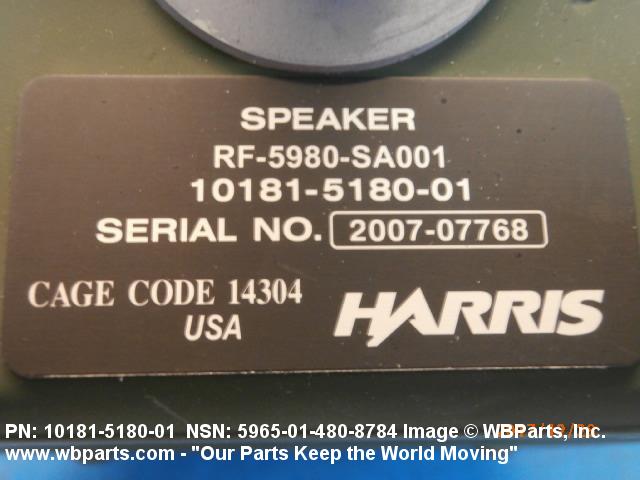 SPEAKER
RF-5980-SA001
10181-5180-01
SERIAL NO. 2007-07768
CAGE CODE 14304
USA
HARRIS
PN: 10181-5180-01 NSN: 5965-01-480-8784 Image © WBParts, Inc.
www.wbparts.com - "Our Parts Keep the World Moving"